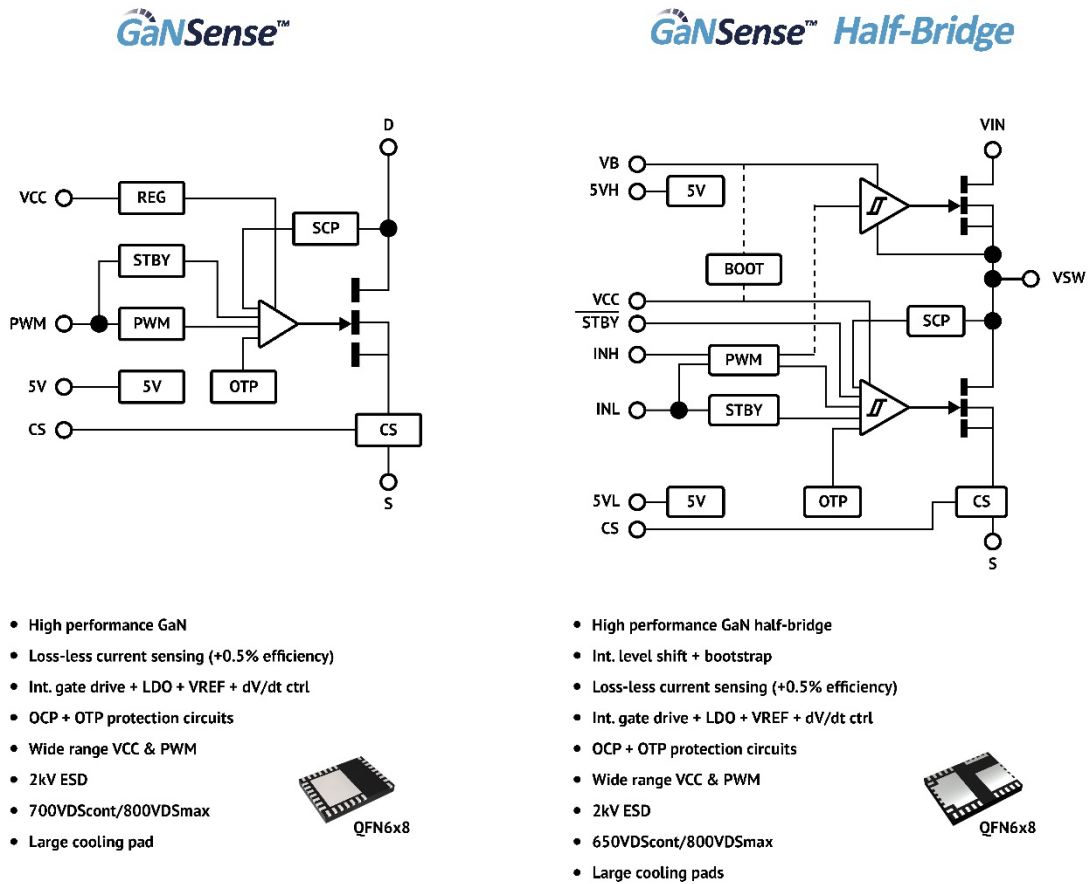 GaNSense™
D
VCC
REG
SCP
STBY
PWM
PWM
5V
5V
OTP
CS
CS
S
• High performance GaN
• Loss-less current sensing (+0.5% efficiency)
• Int. gate drive + LDO + VREF + dV/dt ctrl
• OCP + OTP protection circuits
• Wide range VCC & PWM
• 2kV ESD
• 700VDScont/800VDSmax
• Large cooling pad
QFN6x8
GaNSense™ Half-Bridge
VIN
VB
5VH
5V
BOOT
VSW
VCC
STBY
SCP
INH
PWM
INL
STBY
5VL
5V
OTP
CS
CS
S
• High performance GaN half-bridge
• Int. level shift + bootstrap
• Loss-less current sensing (+0.5% efficiency)
• Int. gate drive + LDO + VREF + dV/dt ctrl
• OCP + OTP protection circuits
• Wide range VCC & PWM
• 2kV ESD
• 650VDScont/800VDSmax
• Large cooling pads
QFN6x8